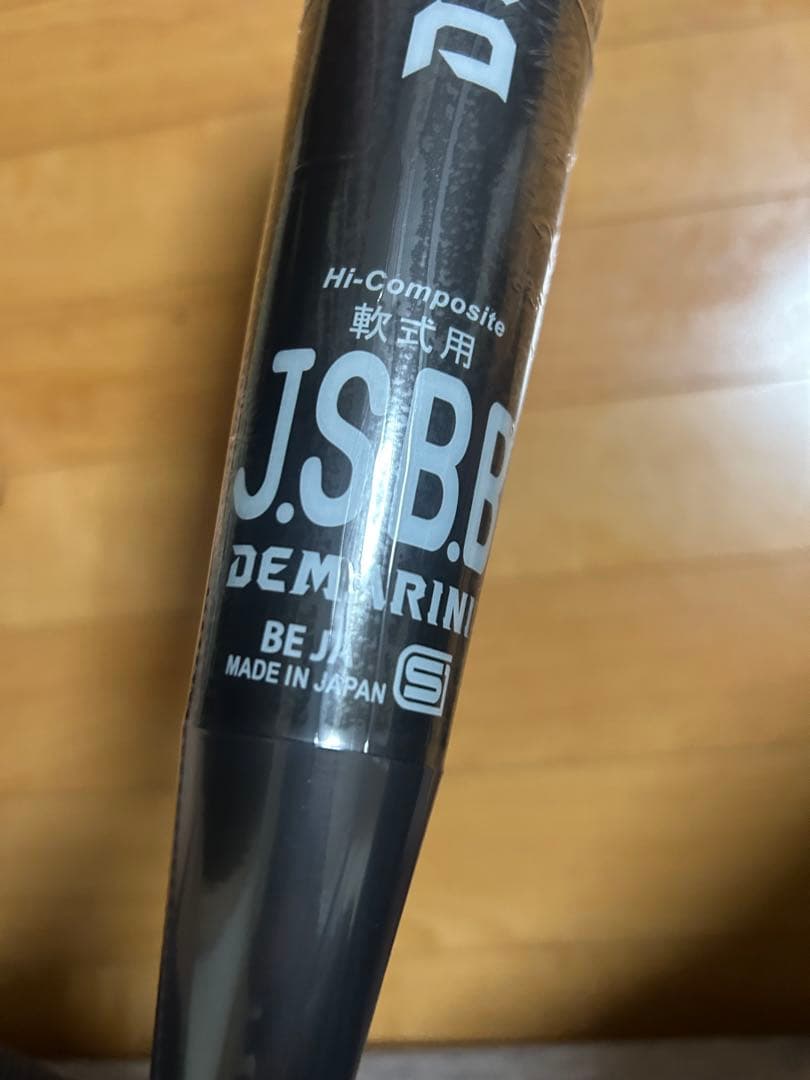 Hi-Composite
軟式用
J.S.B.B
DEMARINI
BE JA
MADE IN JAPAN